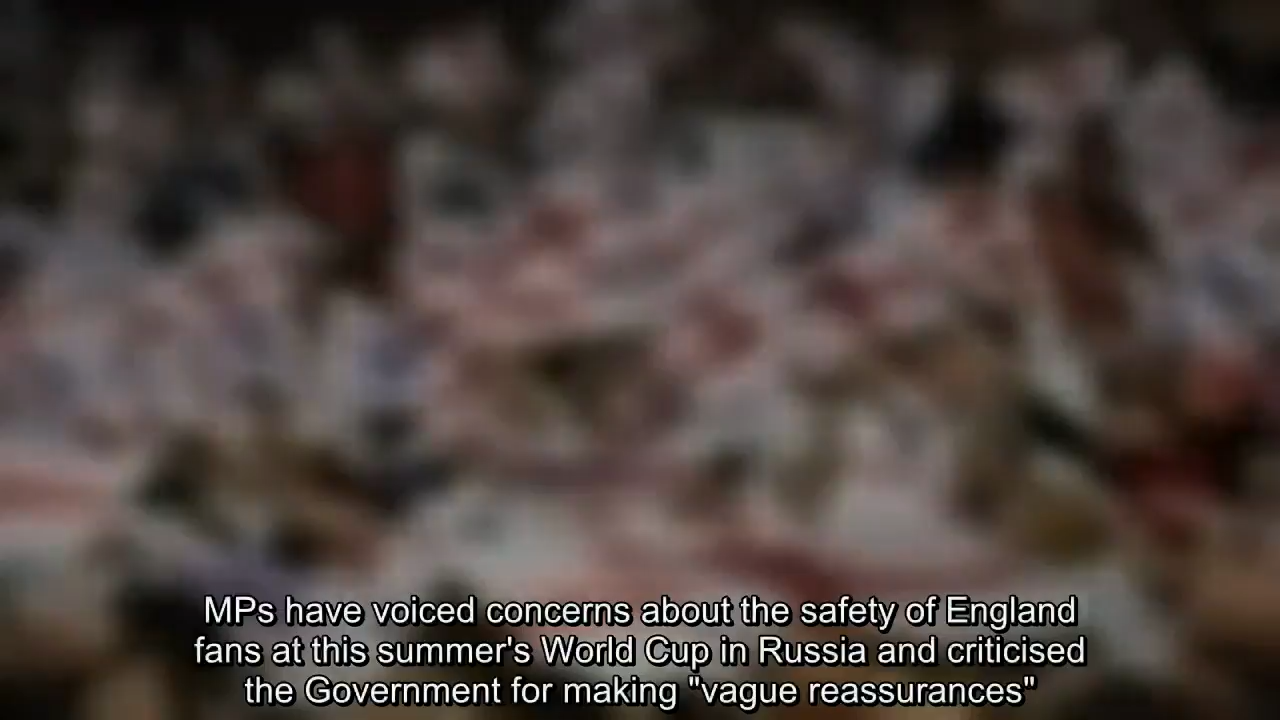 MPs have voiced concerns about the safety of England
fans at this summer's World Cup in Russia and criticised
the Government for making "vague reassurances"